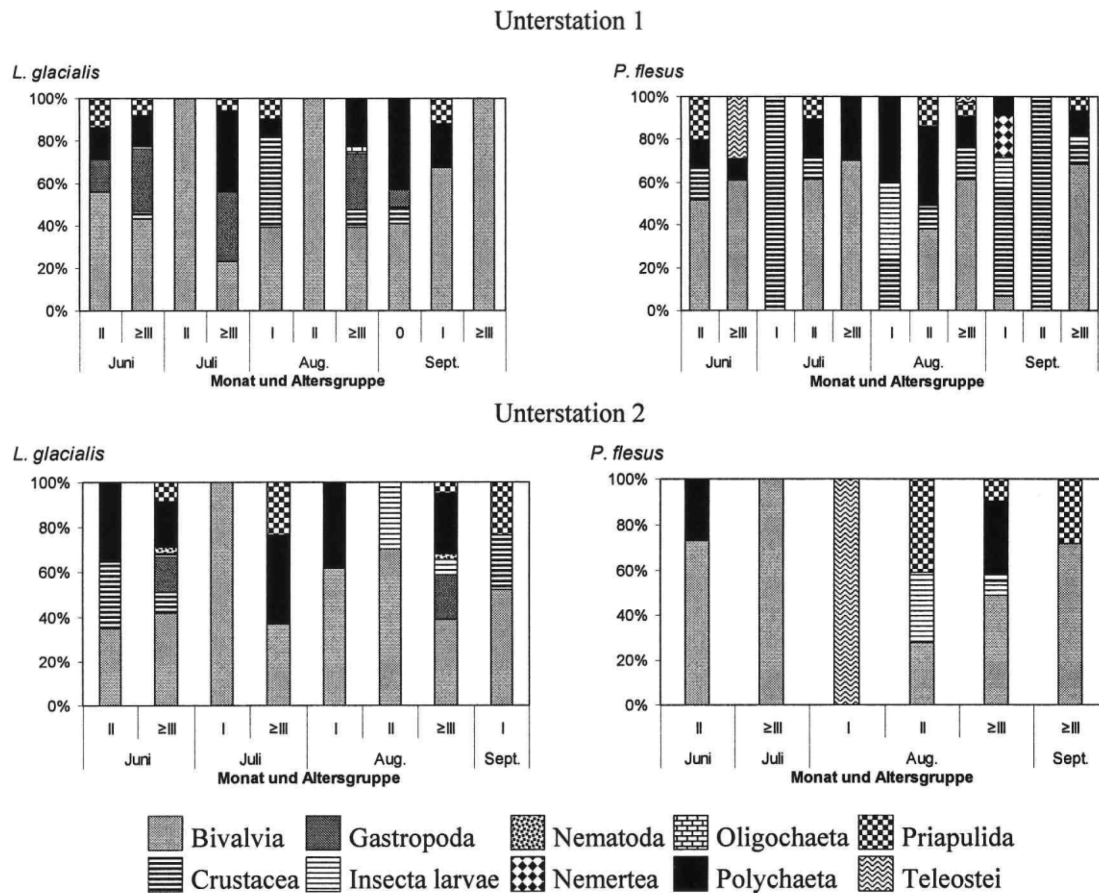 Unterstation 1
L. glacialis
P. flesus
100%
80%
60%
40%
20%
0%
100%
80%
60%
40%
20%
0%
II ≥III II ≥III I II ≥III 0 I ≥III
Juni Juli Aug. Sept.
Monat und Altersgruppe
II ≥III I II ≥III I II ≥III I II ≥III
Juni Juli Aug. Sept.
Monat und Altersgruppe
Unterstation 2
L. glacialis
P. flesus
100%
80%
60%
40%
20%
0%
100%
80%
60%
40%
20%
0%
II ≥III I ≥III I II ≥III I
Juni Juli Aug. Sept.
Monat und Altersgruppe
II ≥III I II ≥III ≥III
Juni Juli Aug. Sept.
Monat und Altersgruppe
Bivalvia Gastropoda Nematoda Oligochaeta Priapulida
Crustacea Insecta larvae Nemertea Polychaeta Teleostei